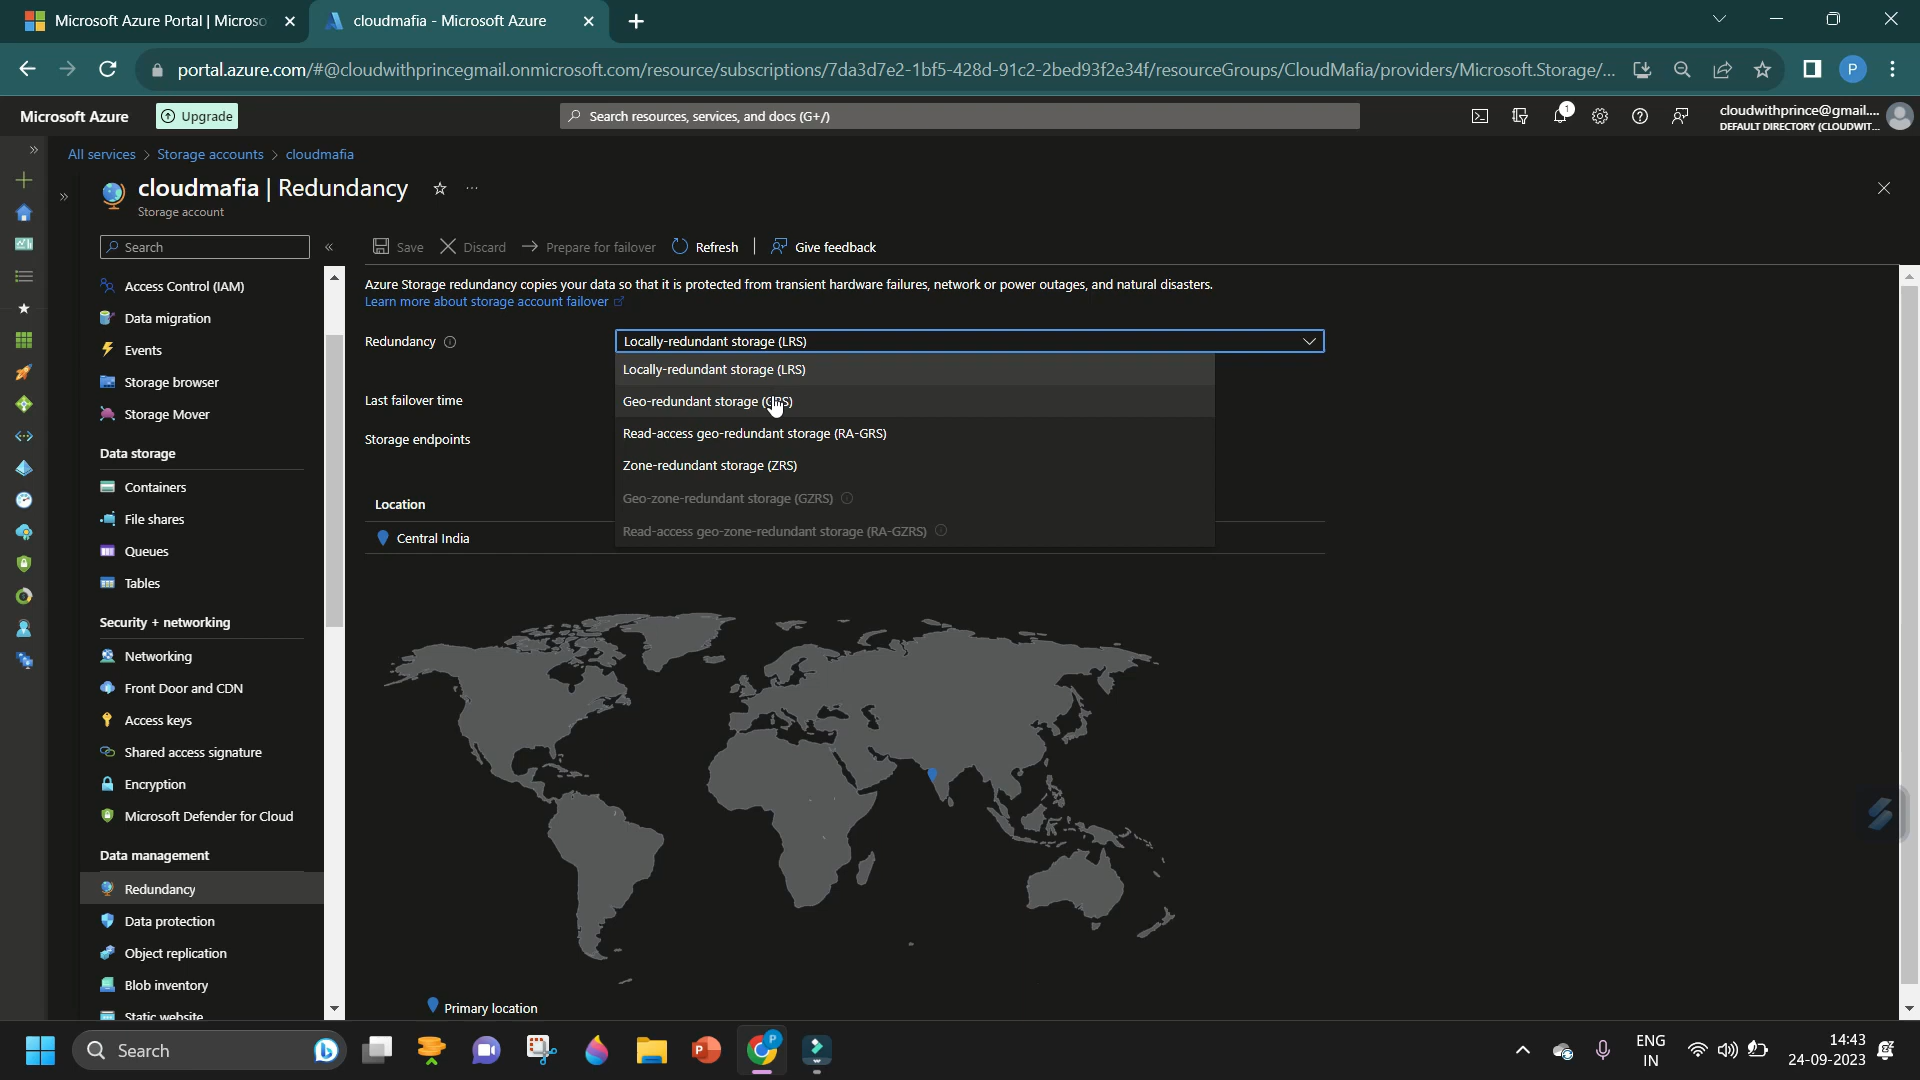 Microsoft Azure Portal | Microso
cloudmafia - Microsoft Azure
portal.azure.com/#@cloudwithprincegmail.onmicrosoft.com/resource/subscriptions/7da3d7e2-1bf5-428d-91c2-2bed93f2e34f/resourceGroups/CloudMafia/providers/Microsoft.Storage/...
P
Microsoft Azure
Upgrade
Search resources, services, and docs (G+/)
1
cloudwithprince@gmail....
DEFAULT DIRECTORY (CLOUDWIT...
All services > Storage accounts > cloudmafia
cloudmafia | Redundancy
Storage account
Search
Save
Discard
Prepare for failover
Refresh
Give feedback
Access Control (IAM)
Data migration
Events
Storage browser
Storage Mover
Data storage
Containers
File shares
Queues
Tables
Security + networking
Networking
Front Door and CDN
Access keys
Shared access signature
Encryption
Microsoft Defender for Cloud
Data management
Redundancy
Data protection
Object replication
Blob inventory
Static website
Azure Storage redundancy copies your data so that it is protected from transient hardware failures, network or power outages, and natural disasters.
Learn more about storage account failover
Redundancy
Locally-redundant storage (LRS)
Locally-redundant storage (LRS)
Geo-redundant storage (GRS)
Read-access geo-redundant storage (RA-GRS)
Zone-redundant storage (ZRS)
Geo-zone-redundant storage (GZRS)
Read-access geo-zone-redundant storage (RA-GZRS)
Last failover time
Storage endpoints
Location
Central India
Primary location
Search
P
ENG
IN
14:43
24-09-2023